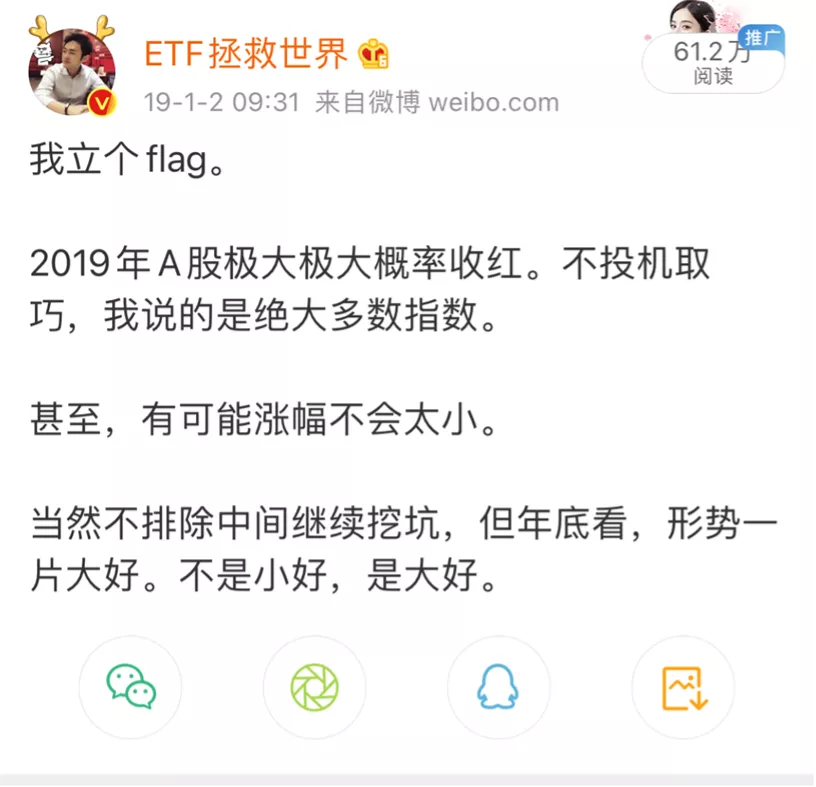 ETF拯救世界
61.2万
推广
阅读
19-1-2 09:31 来自微博 weibo.com
我立个flag。
2019年A股极大极大概率收红。不投机取
巧，我说的是绝大多数指数。
甚至，有可能涨幅不会太小。
当然不排除中间继续挖坑，但年底看，形势一
片大好。不是小好，是大好。